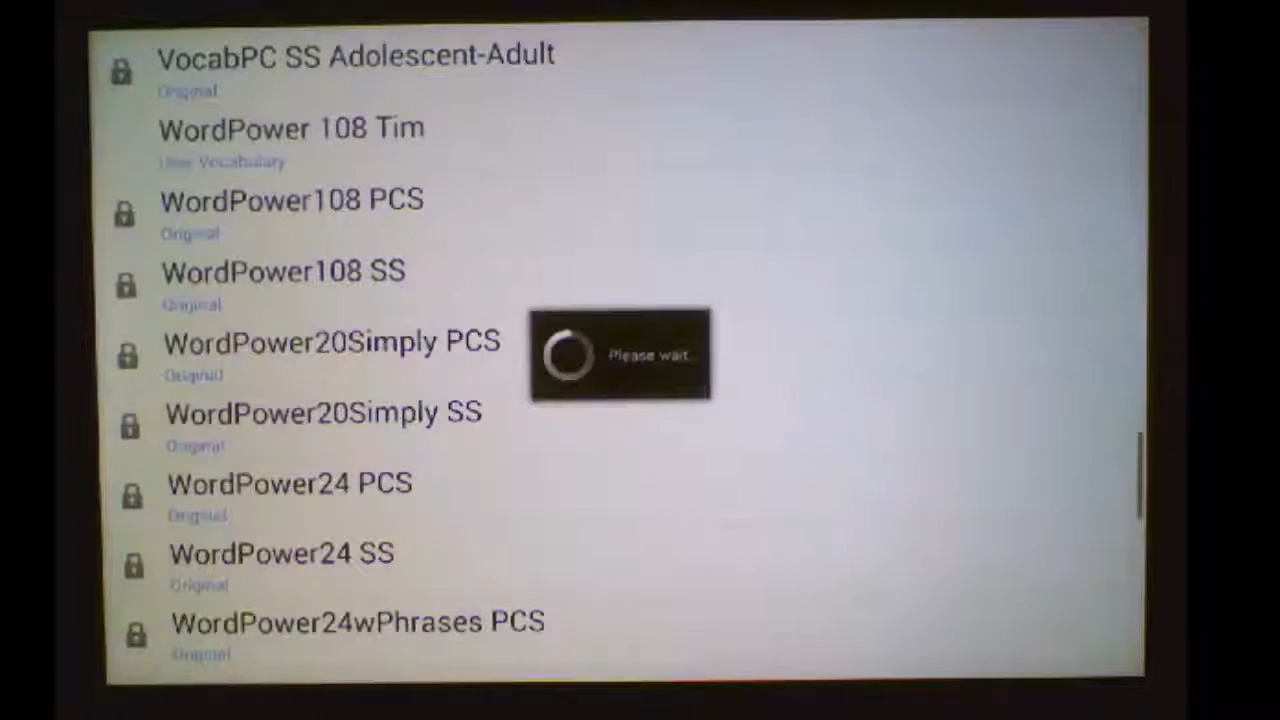 VocabPC SS Adolescent-Adult
Original
WordPower 108 Tim
User Vocabulary
WordPower108 PCS
Original
WordPower108 SS
Original
WordPower20Simply PCS
Original
Please wait...
WordPower20Simply SS
Original
WordPower24 PCS
Original
WordPower24 SS
Original
WordPower24wPhrases PCS
Original